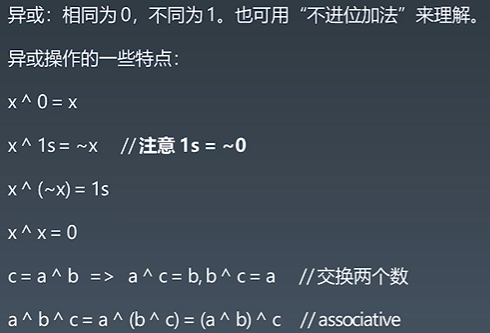 异或：相同为 0，不同为 1。也可用“不进位加法”来理解。
异或操作的一些特点：
x ^ 0 = x
x ^ 1s = ~x // 注意 1s = ~0
x ^ (~x) = 1s
x ^ x = 0
c = a ^ b => a ^ c = b, b ^ c = a // 交换两个数
a ^ b ^ c = a ^ (b ^ c) = (a ^ b) ^ c // associative